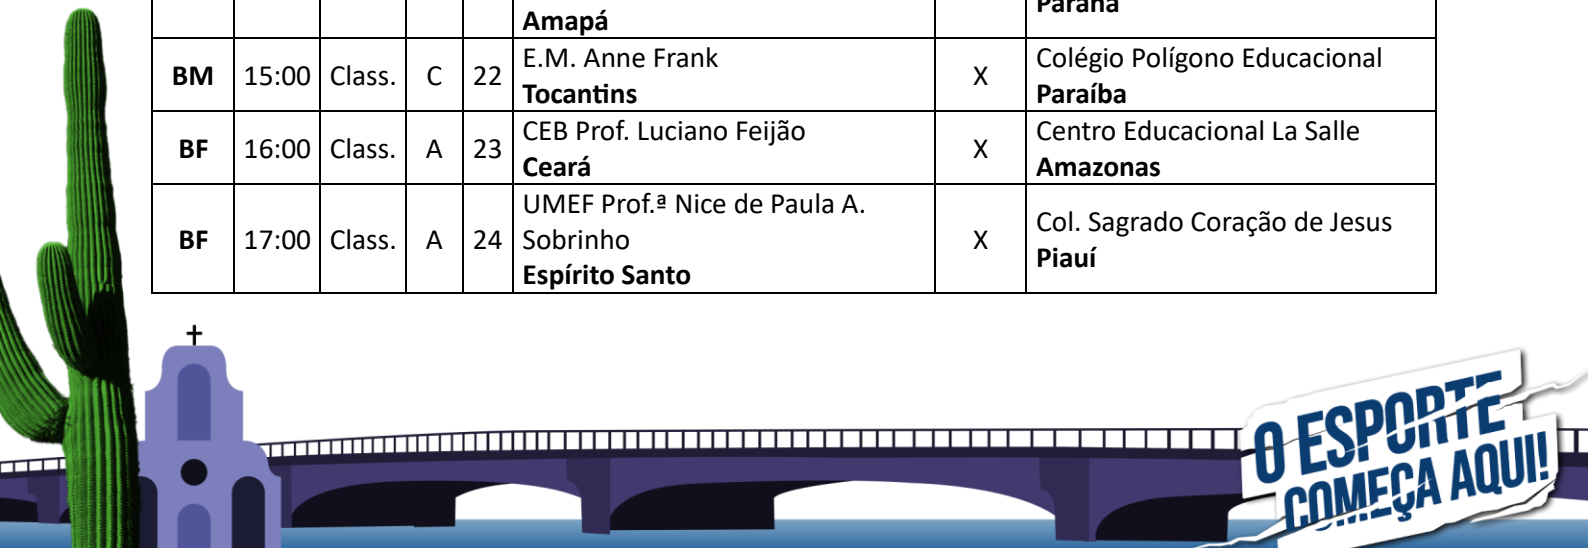 Amapá
Paraná
BM 15:00 Class. C 22 E.M. Anne Frank X Colégio Polígono Educacional
Tocantins Paraíba
BF 16:00 Class. A 23 CEB Prof. Luciano Feijão X Centro Educacional La Salle
Ceará Amazonas
BF 17:00 Class. A 24 UMEF Prof.ª Nice de Paula A.
Sobrinho X Col. Sagrado Coração de Jesus
Espírito Santo Piauí
O ESPORTE
COMEÇA AQUI!